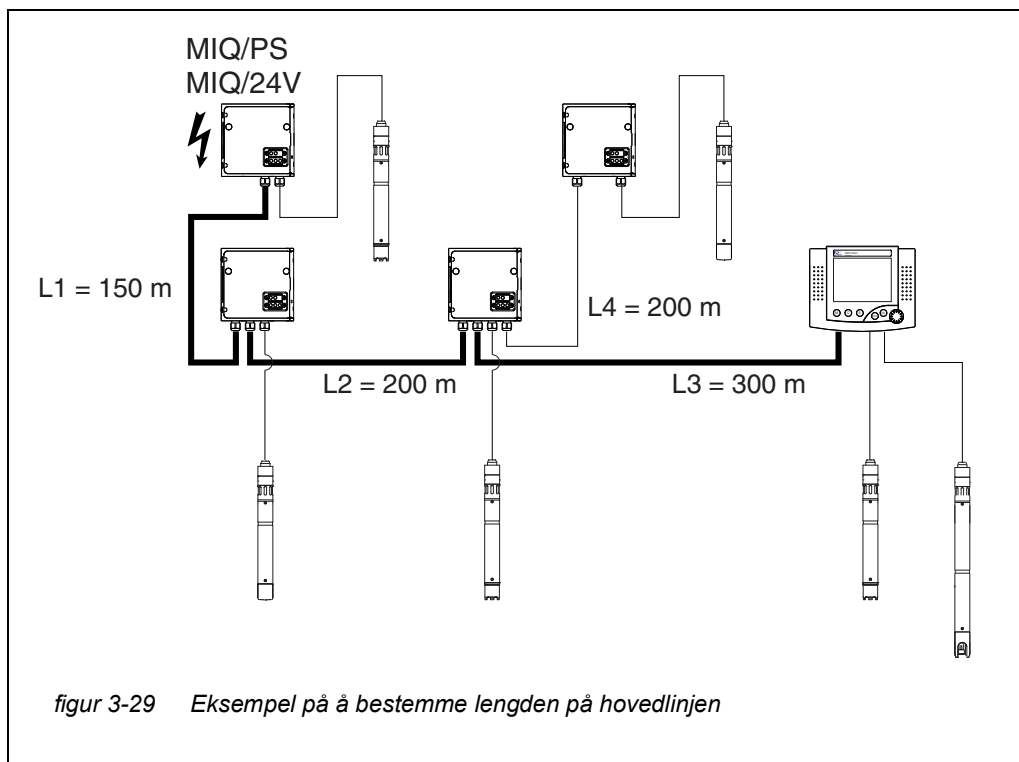 MIQ/PS
MIQ/24V
L1 = 150 m
L4 = 200 m
L2 = 200 m
L3 = 300 m
figur 3-29 Eksempel på å bestemme lengden på hovedlinjen